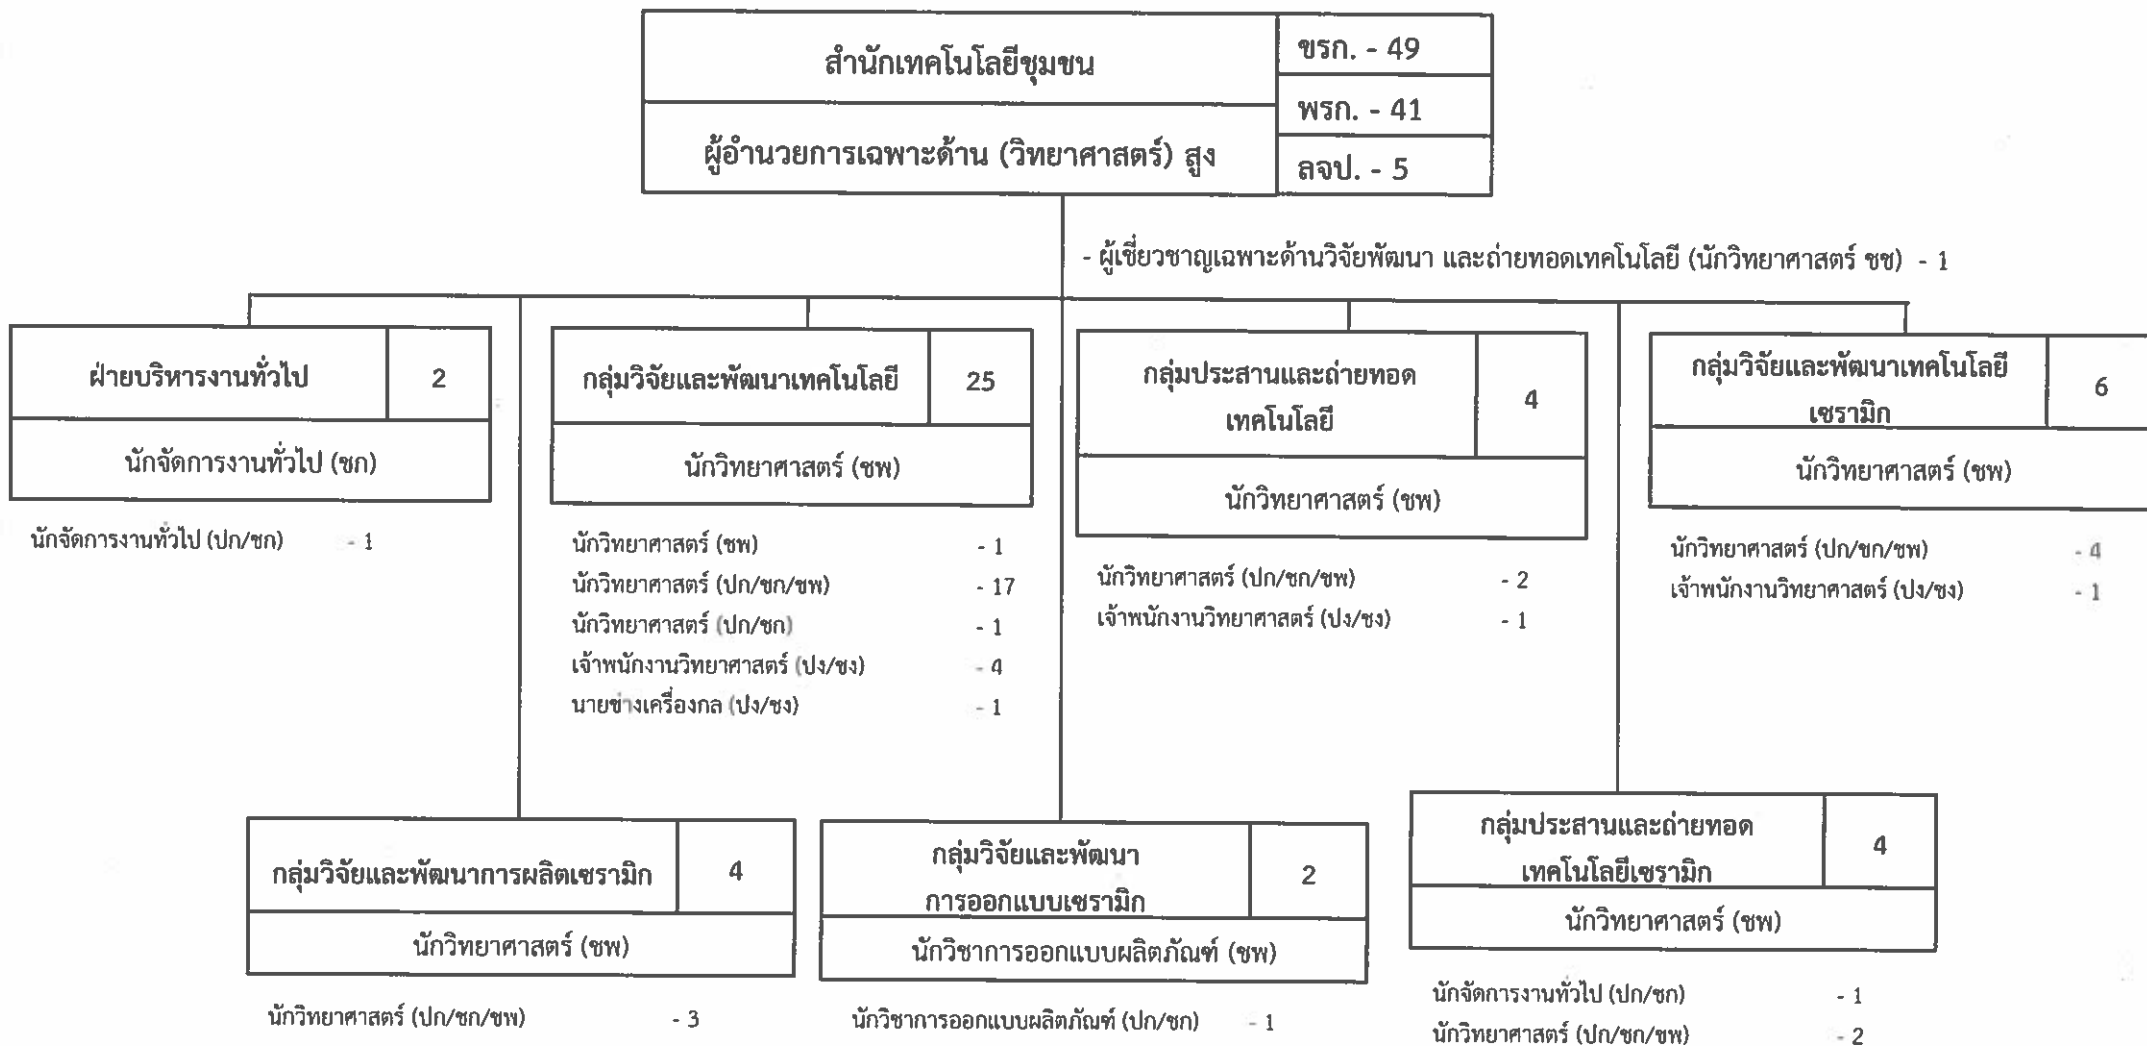 สำนักเทคโนโลยีชุมชน
ขรก. - 49
พรก. - 41
ผู้อำนวยการเฉพาะด้าน (วิทยาศาสตร์) สูง
ลจป. - 5
- ผู้เชี่ยวชาญเฉพาะด้านวิจัยพัฒนา และถ่ายทอดเทคโนโลยี (นักวิทยาศาสตร์ ชช) - 1
ฝ่ายบริหารงานทั่วไป 2
นักจัดการงานทั่วไป (ชก)
นักจัดการงานทั่วไป (ปก/ชก) - 1
กลุ่มวิจัยและพัฒนาเทคโนโลยี 25
นักวิทยาศาสตร์ (ชพ)
นักวิทยาศาสตร์ (ชพ) - 1
นักวิทยาศาสตร์ (ปก/ชก/ชพ) - 17
นักวิทยาศาสตร์ (ปก/ชก) - 1
เจ้าพนักงานวิทยาศาสตร์ (ปง/ชง) - 4
นายช่างเครื่องกล (ปง/ชง) - 1
กลุ่มประสานและถ่ายทอด
เทคโนโลยี
4
นักวิทยาศาสตร์ (ชพ)
นักวิทยาศาสตร์ (ปก/ชก/ชพ) - 2
เจ้าพนักงานวิทยาศาสตร์ (ปง/ชง) - 1
กลุ่มวิจัยและพัฒนาเทคโนโลยี
เซรามิก
6
นักวิทยาศาสตร์ (ชพ)
นักวิทยาศาสตร์ (ปก/ชก/ชพ) - 4
เจ้าพนักงานวิทยาศาสตร์ (ปง/ชง) - 1
กลุ่มวิจัยและพัฒนาการผลิตเซรามิก 4
นักวิทยาศาสตร์ (ชพ)
นักวิทยาศาสตร์ (ปก/ชก/ชพ) - 3
กลุ่มวิจัยและพัฒนา
การออกแบบเซรามิก
2
นักวิชาการออกแบบผลิตภัณฑ์ (ชพ)
นักวิชาการออกแบบผลิตภัณฑ์ (ปก/ชก) - 1
กลุ่มประสานและถ่ายทอด
เทคโนโลยีเซรามิก
4
นักวิทยาศาสตร์ (ชพ)
นักจัดการงานทั่วไป (ปก/ชก) - 1
นักวิทยาศาสตร์ (ปก/ชก/ชพ) - 2